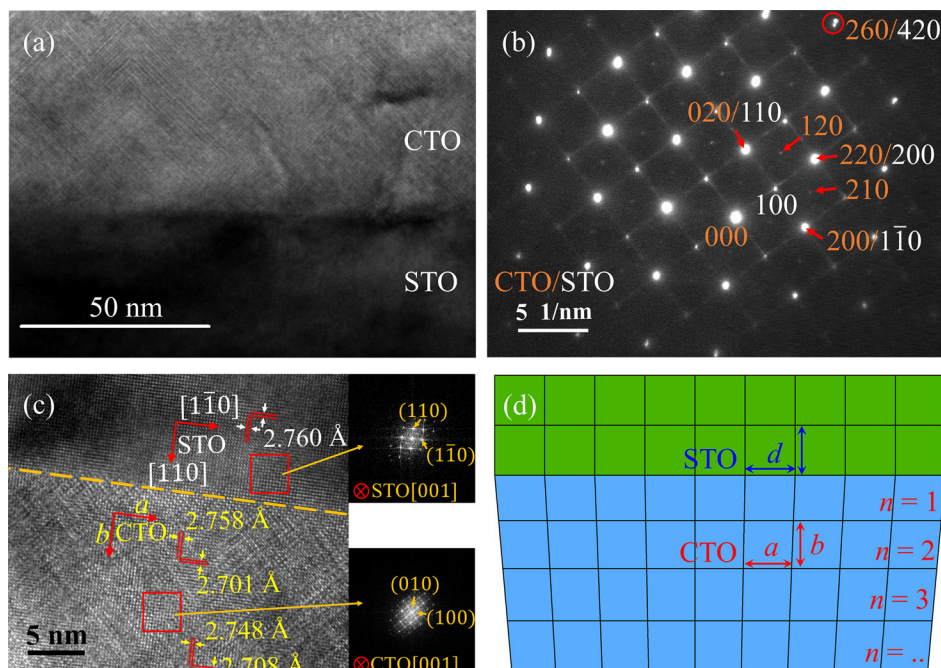 (a)
CTO
STO
50 nm
(b)
260/420
020/110
120
220/200
210
100
000
200/11̅0
CTO/STO
5 1/nm
(c)
[11̅0]
STO
2.760 Å
[110]
a
b CTO
2.758 Å
2.701 Å
2.748 Å
2.708 Å
5 nm
(110)
(11̅0)
⊗STO[001]
(010)
(100)
⊗CTO[001]
(d)
STO
d
n = 1
CTO
a
b
n = 2
n = 3
n = ..